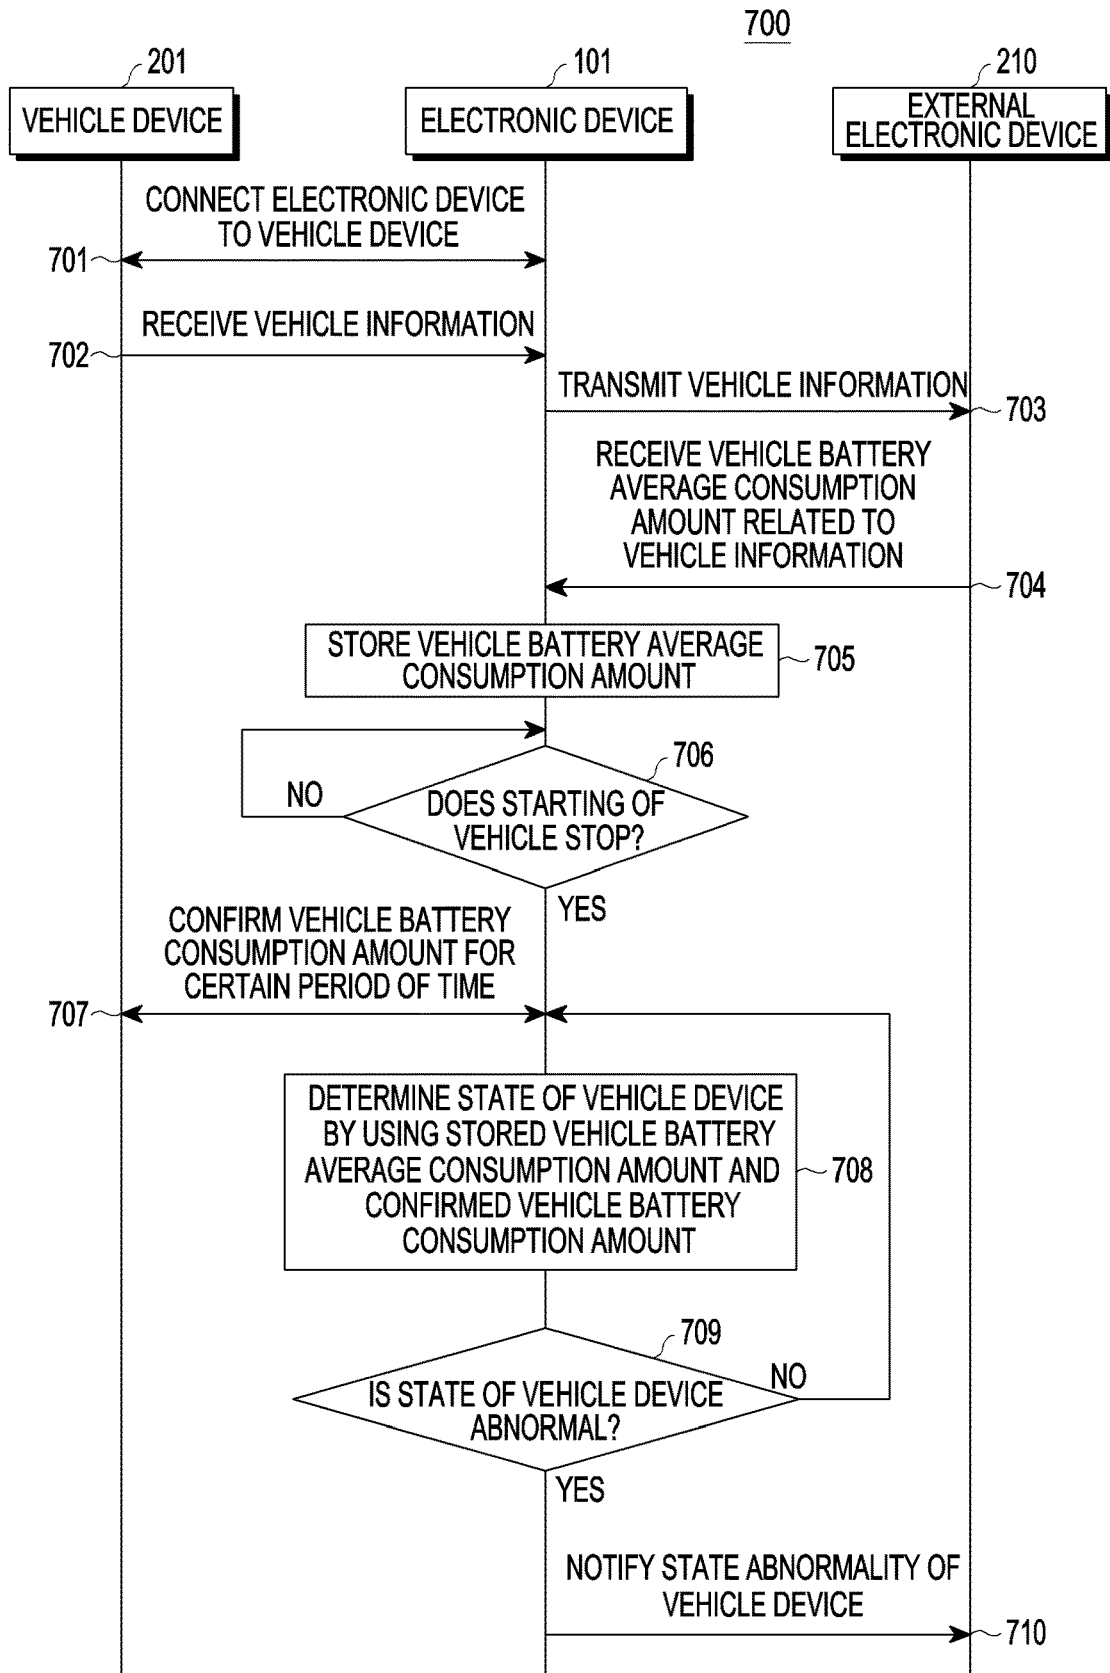 700
201
101
210
VEHICLE DEVICE
ELECTRONIC DEVICE
EXTERNAL
ELECTRONIC DEVICE
CONNECT ELECTRONIC DEVICE
TO VEHICLE DEVICE
701
RECEIVE VEHICLE INFORMATION
702
TRANSMIT VEHICLE INFORMATION
703
RECEIVE VEHICLE BATTERY
AVERAGE CONSUMPTION
AMOUNT RELATED TO
VEHICLE INFORMATION
704
STORE VEHICLE BATTERY AVERAGE
CONSUMPTION AMOUNT
705
706
NO
DOES STARTING OF
VEHICLE STOP?
YES
CONFIRM VEHICLE BATTERY
CONSUMPTION AMOUNT FOR
CERTAIN PERIOD OF TIME
707
DETERMINE STATE OF VEHICLE DEVICE
BY USING STORED VEHICLE BATTERY
AVERAGE CONSUMPTION AMOUNT AND
CONFIRMED VEHICLE BATTERY
CONSUMPTION AMOUNT
708
709
NO
IS STATE OF VEHICLE DEVICE
ABNORMAL?
YES
NOTIFY STATE ABNORMALITY OF
VEHICLE DEVICE
710